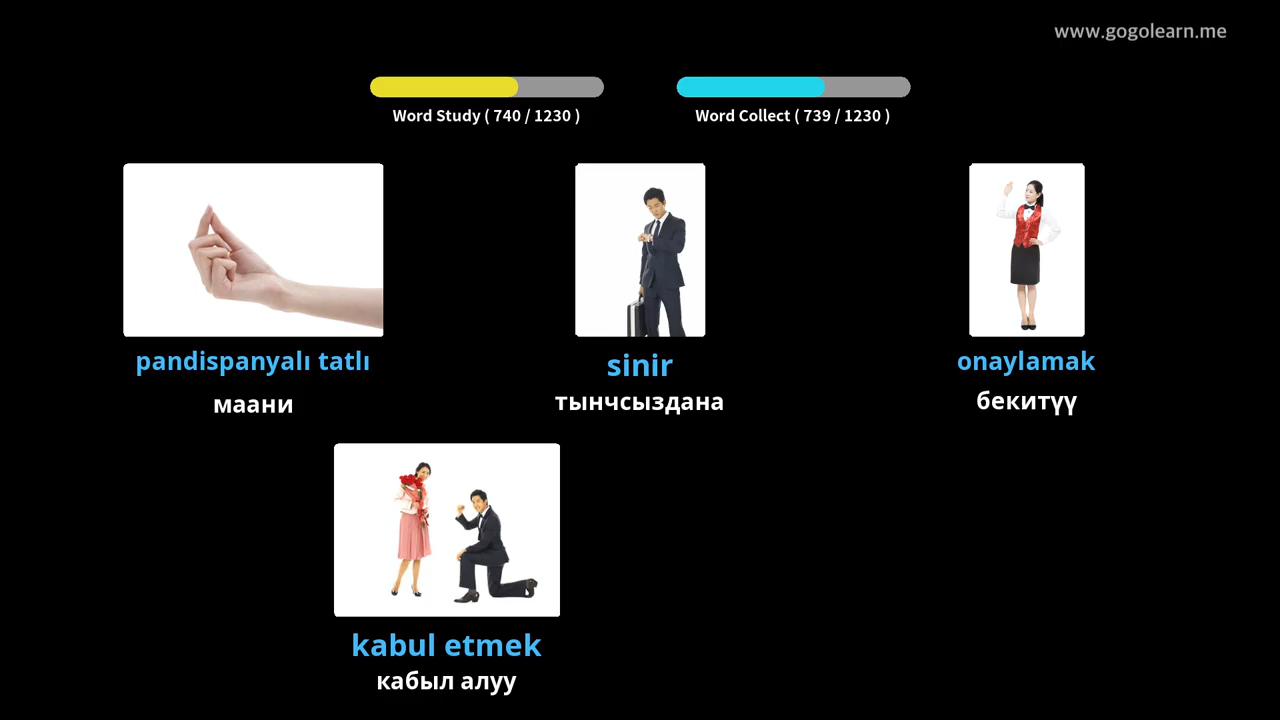 www.gogolearn.me
Word Study ( 740 / 1230 )
Word Collect ( 739 / 1230 )
pandispanyalı tatlı
маани
sinir
тынчсыздана
onaylamak
бекитүү
kabul etmek
кабыл алуу